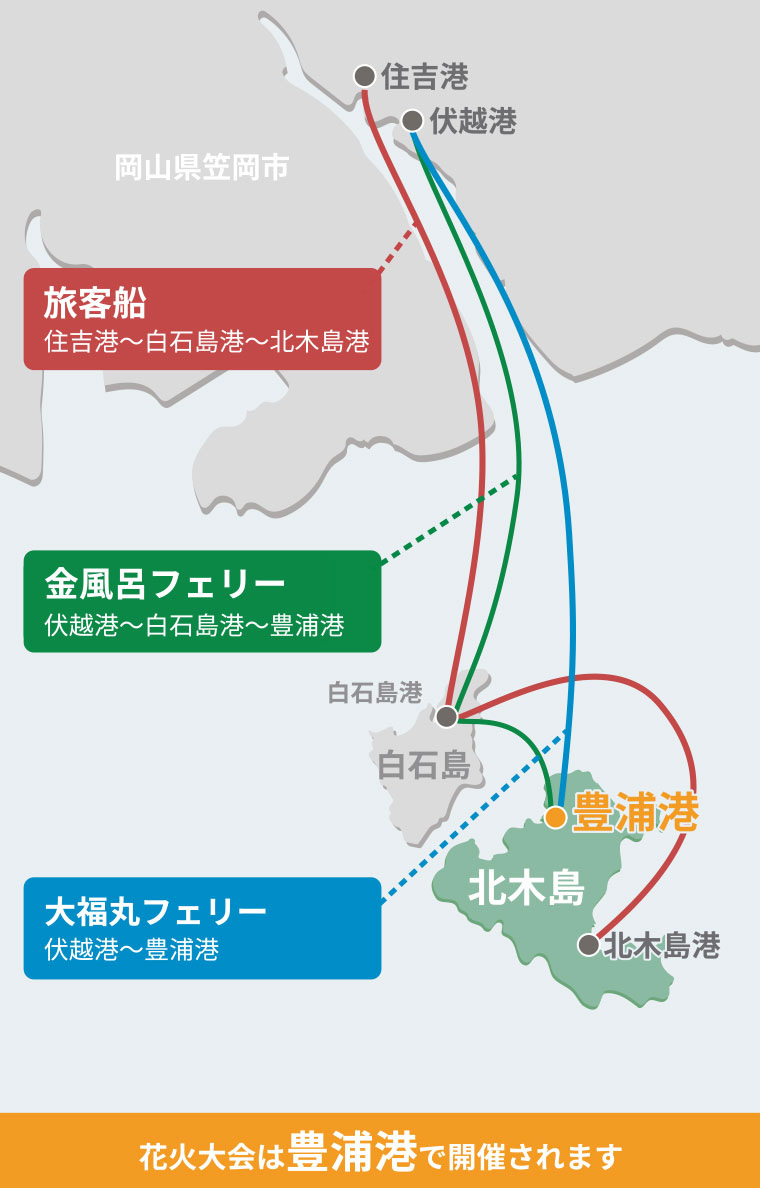 住吉港
伏越港
岡山県笠岡市
旅客船
住吉港～白石島港～北木島港
金風呂フェリー
伏越港～白石島港～豊浦港
白石島港
白石島
豊浦港
北木島
大福丸フェリー
伏越港～豊浦港
北木島港
花火大会は豊浦港で開催されます